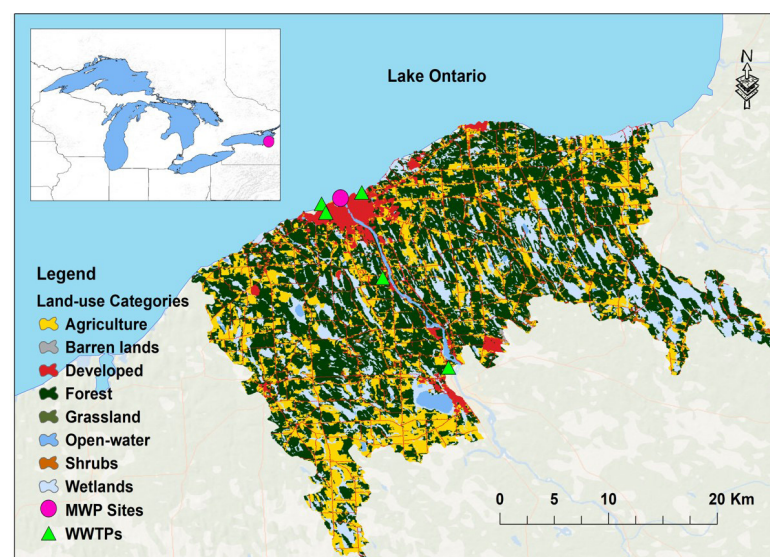 Lake Ontario
N
Legend
Land-use Categories
Agriculture
Barren lands
Developed
Forest
Grassland
Open-water
Shrubs
Wetlands
MWP Sites
WWTPs
0 5 10 20 Km